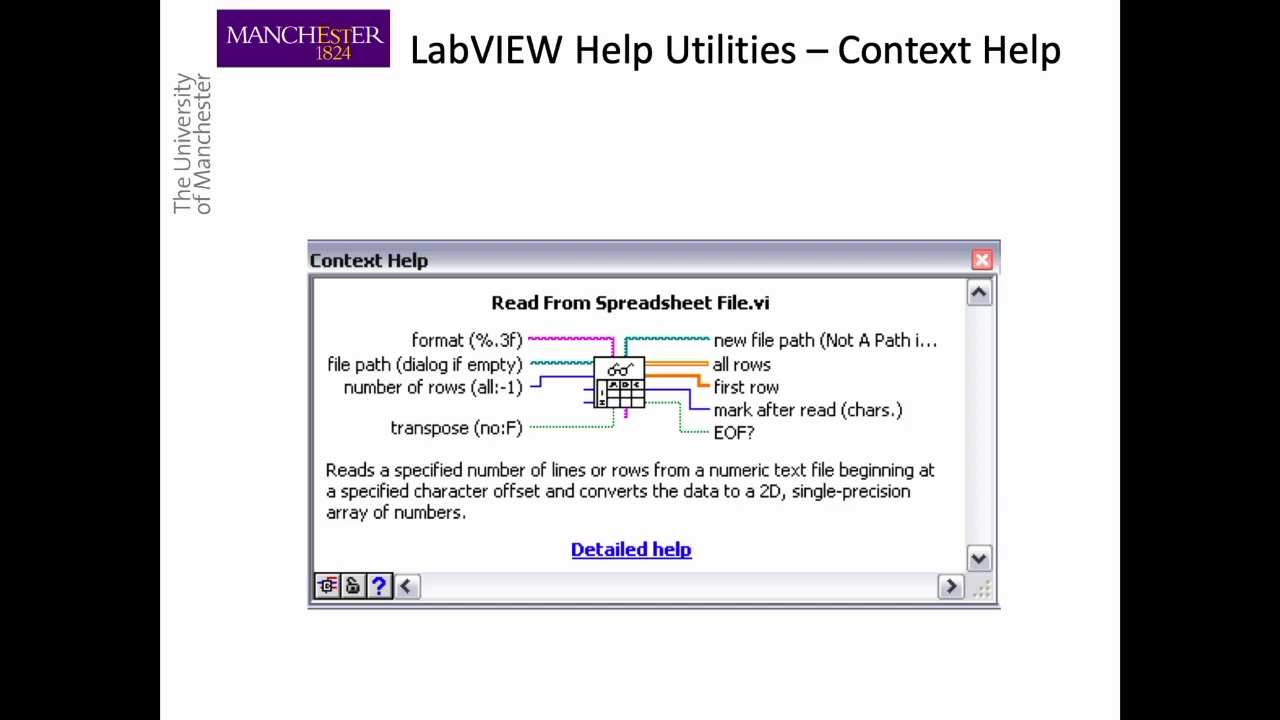 MANCHESTER
1824
The University
of Manchester
LabVIEW Help Utilities – Context Help
Context Help
Read From Spreadsheet File.vi
format (%.3f)
new file path (Not A Path i...
file path (dialog if empty)
all rows
number of rows (all:-1)
first row
mark after read (chars.)
transpose (no:F)
EOF?
Reads a specified number of lines or rows from a numeric text file beginning at
a specified character offset and converts the data to a 2D, single-precision
array of numbers.
Detailed help
?